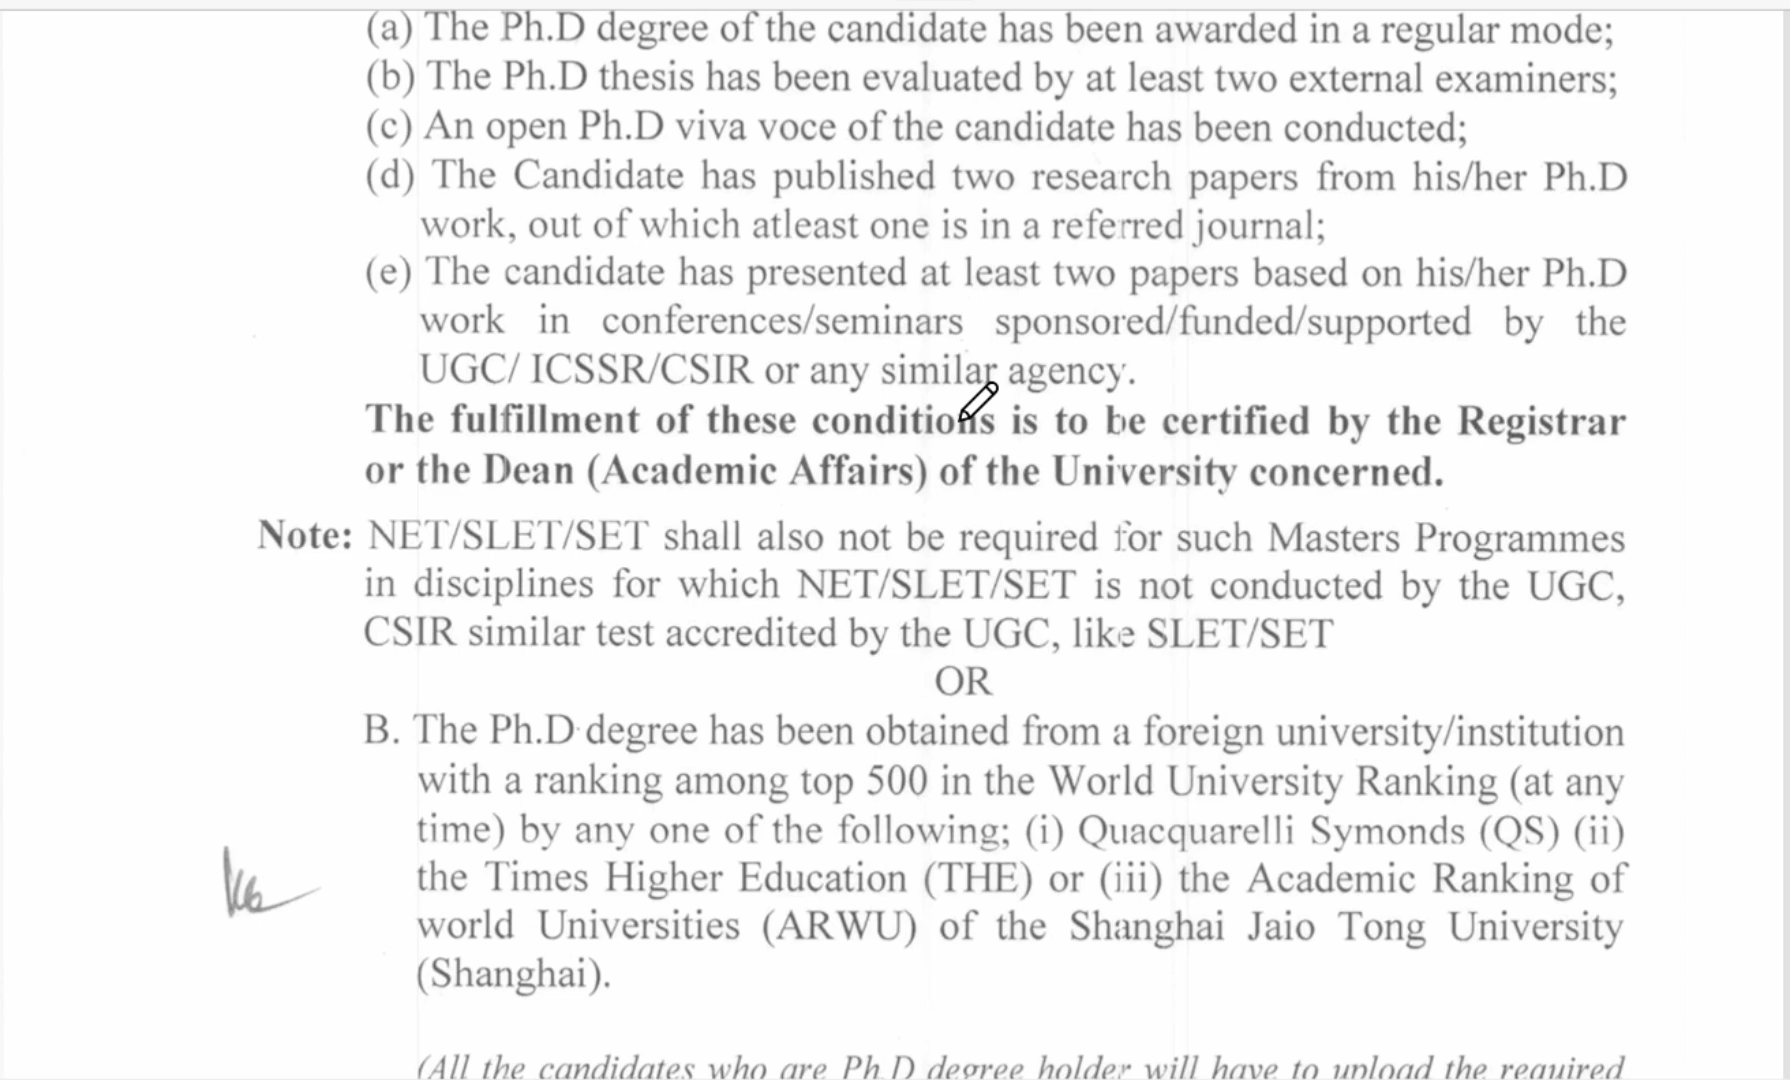 (a) The Ph.D degree of the candidate has been awarded in a regular mode;
(b) The Ph.D thesis has been evaluated by at least two external examiners;
(c) An open Ph.D viva voce of the candidate has been conducted;
(d) The Candidate has published two research papers from his/her Ph.D
work, out of which atleast one is in a referred journal;
(e) The candidate has presented at least two papers based on his/her Ph.D
work in conferences/seminars sponsored/funded/supported by the
UGC/ ICSSR/CSIR or any similar agency.
The fulfillment of these conditions is to be certified by the Registrar
or the Dean (Academic Affairs) of the University concerned.
Note: NET/SLET/SET shall also not be required for such Masters Programmes
in disciplines for which NET/SLET/SET is not conducted by the UGC,
CSIR similar test accredited by the UGC, like SLET/SET
OR
B. The Ph.D degree has been obtained from a foreign university/institution
with a ranking among top 500 in the World University Ranking (at any
time) by any one of the following; (i) Quacquarelli Symonds (QS) (ii)
the Times Higher Education (THE) or (iii) the Academic Ranking of
world Universities (ARWU) of the Shanghai Jaio Tong University
(Shanghai).
(All the candidates who are Ph.D degree holder will have to upload the required